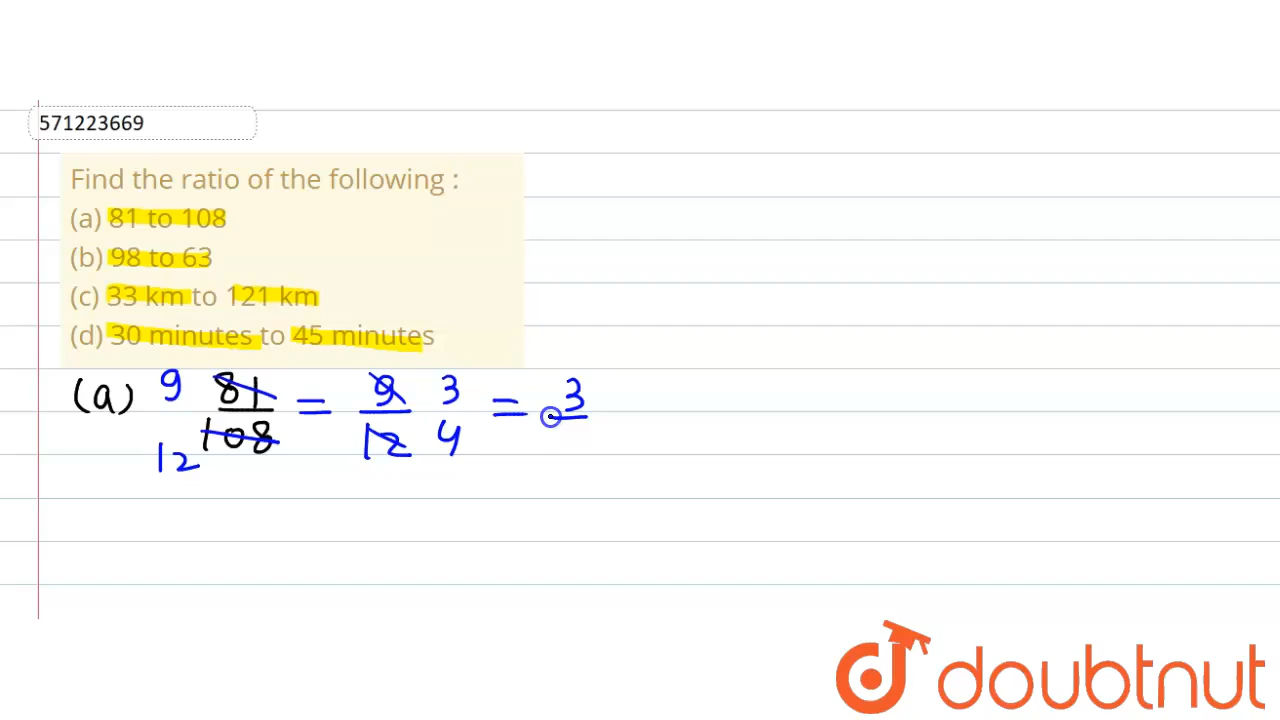 571223669
Find the ratio of the following :
(a) 81 to 108
(b) 98 to 63
(c) 33 km to 121 km
(d) 30 minutes to 45 minutes
(a) 9 81 = 9 3 = 3
12 108 12 4
doubtnut